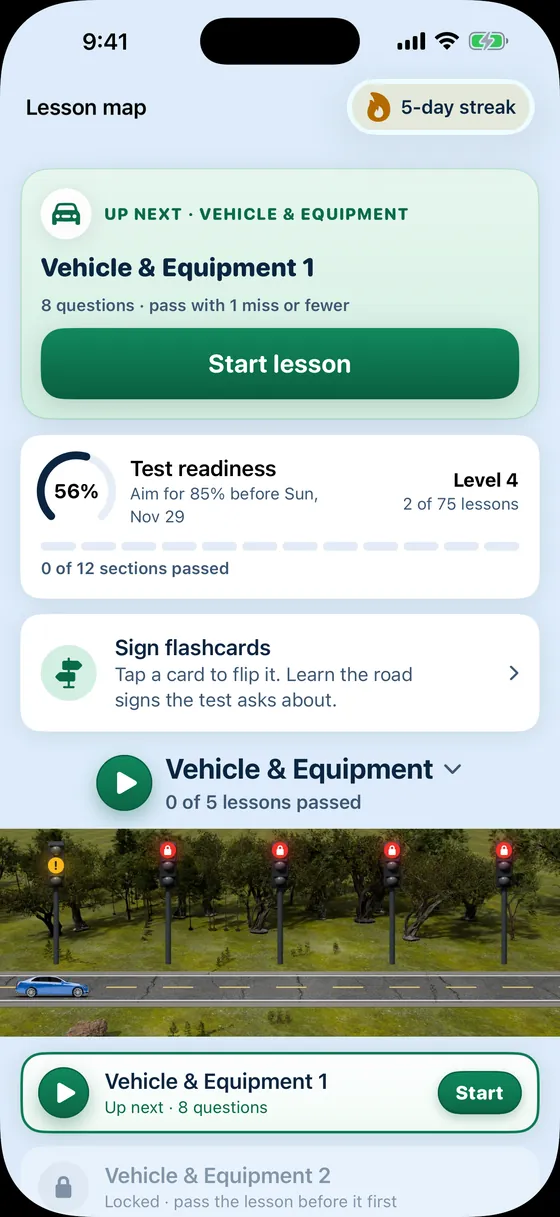 9:41
Lesson map
5-day streak
UP NEXT · VEHICLE & EQUIPMENT
Vehicle & Equipment 1
8 questions · pass with 1 miss or fewer
Start lesson
56%
Test readiness
Aim for 85% before Sun,
Nov 29
Level 4
2 of 75 lessons
0 of 12 sections passed
Sign flashcards
Tap a card to flip it. Learn the road
signs the test asks about.
Vehicle & Equipment
0 of 5 lessons passed
!
Vehicle & Equipment 1
Up next · 8 questions
Start
Vehicle & Equipment 2
Locked · pass the lesson before it first